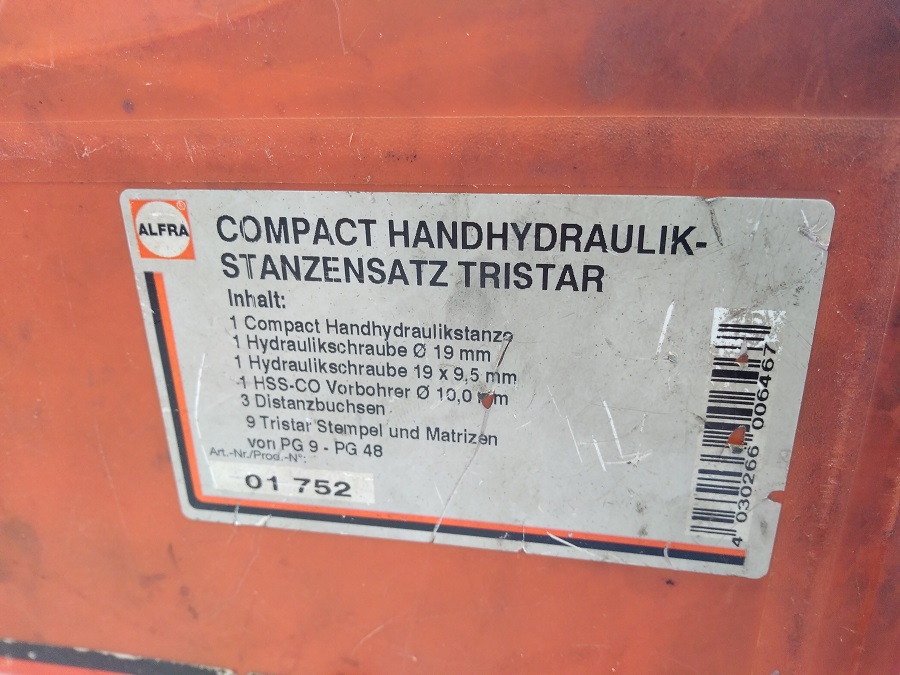 ALFRA®
COMPACT HANDHYDRAULIK-
STANZENSATZ TRISTAR
Inhalt:
1 Compact Handhydraulikstanze
1 Hydraulikschraube Ø 19 mm
1 Hydraulikschraube 19 x 9,5 mm
1 HSS-CO Vorbohrer Ø 10,0 mm
3 Distanzbuchsen
9 Tristar Stempel und Matrizen
von PG 9 - PG 48
Art.-Nr./Prod.-N°:
01 752
4 030266 006467